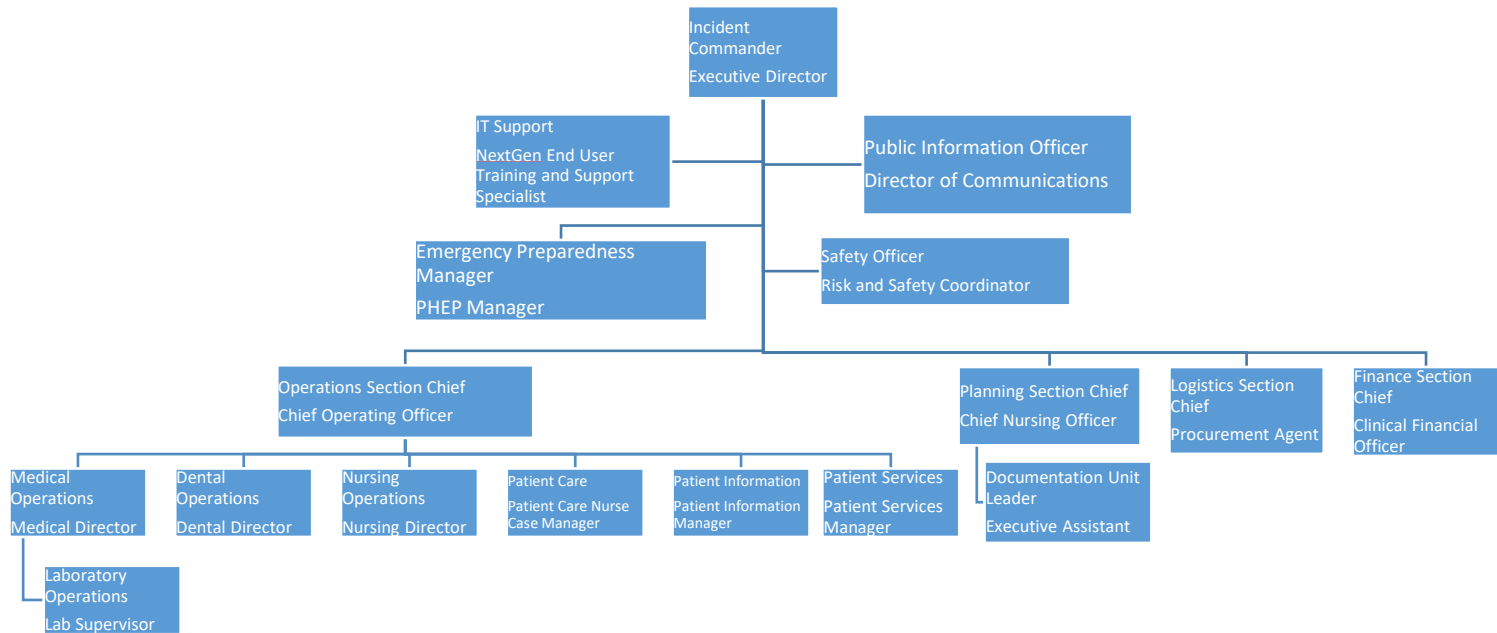 Incident
Commander
Executive Director
IT Support
NextGen End User
Training and Support
Specialist
Public Information Officer
Director of Communications
Emergency Preparedness
Manager
PHEP Manager
Safety Officer
Risk and Safety Coordinator
Operations Section Chief
Chief Operating Officer
Planning Section Chief
Chief Nursing Officer
Logistics Section
Chief
Procurement Agent
Finance Section
Chief
Clinical Financial
Officer
Medical
Operations
Medical Director
Dental
Operations
Dental Director
Nursing
Operations
Nursing Director
Patient Care
Patient Care Nurse
Case Manager
Patient Information
Patient Information
Manager
Patient Services
Patient Services
Manager
Documentation Unit
Leader
Executive Assistant
Laboratory
Operations
Lab Supervisor